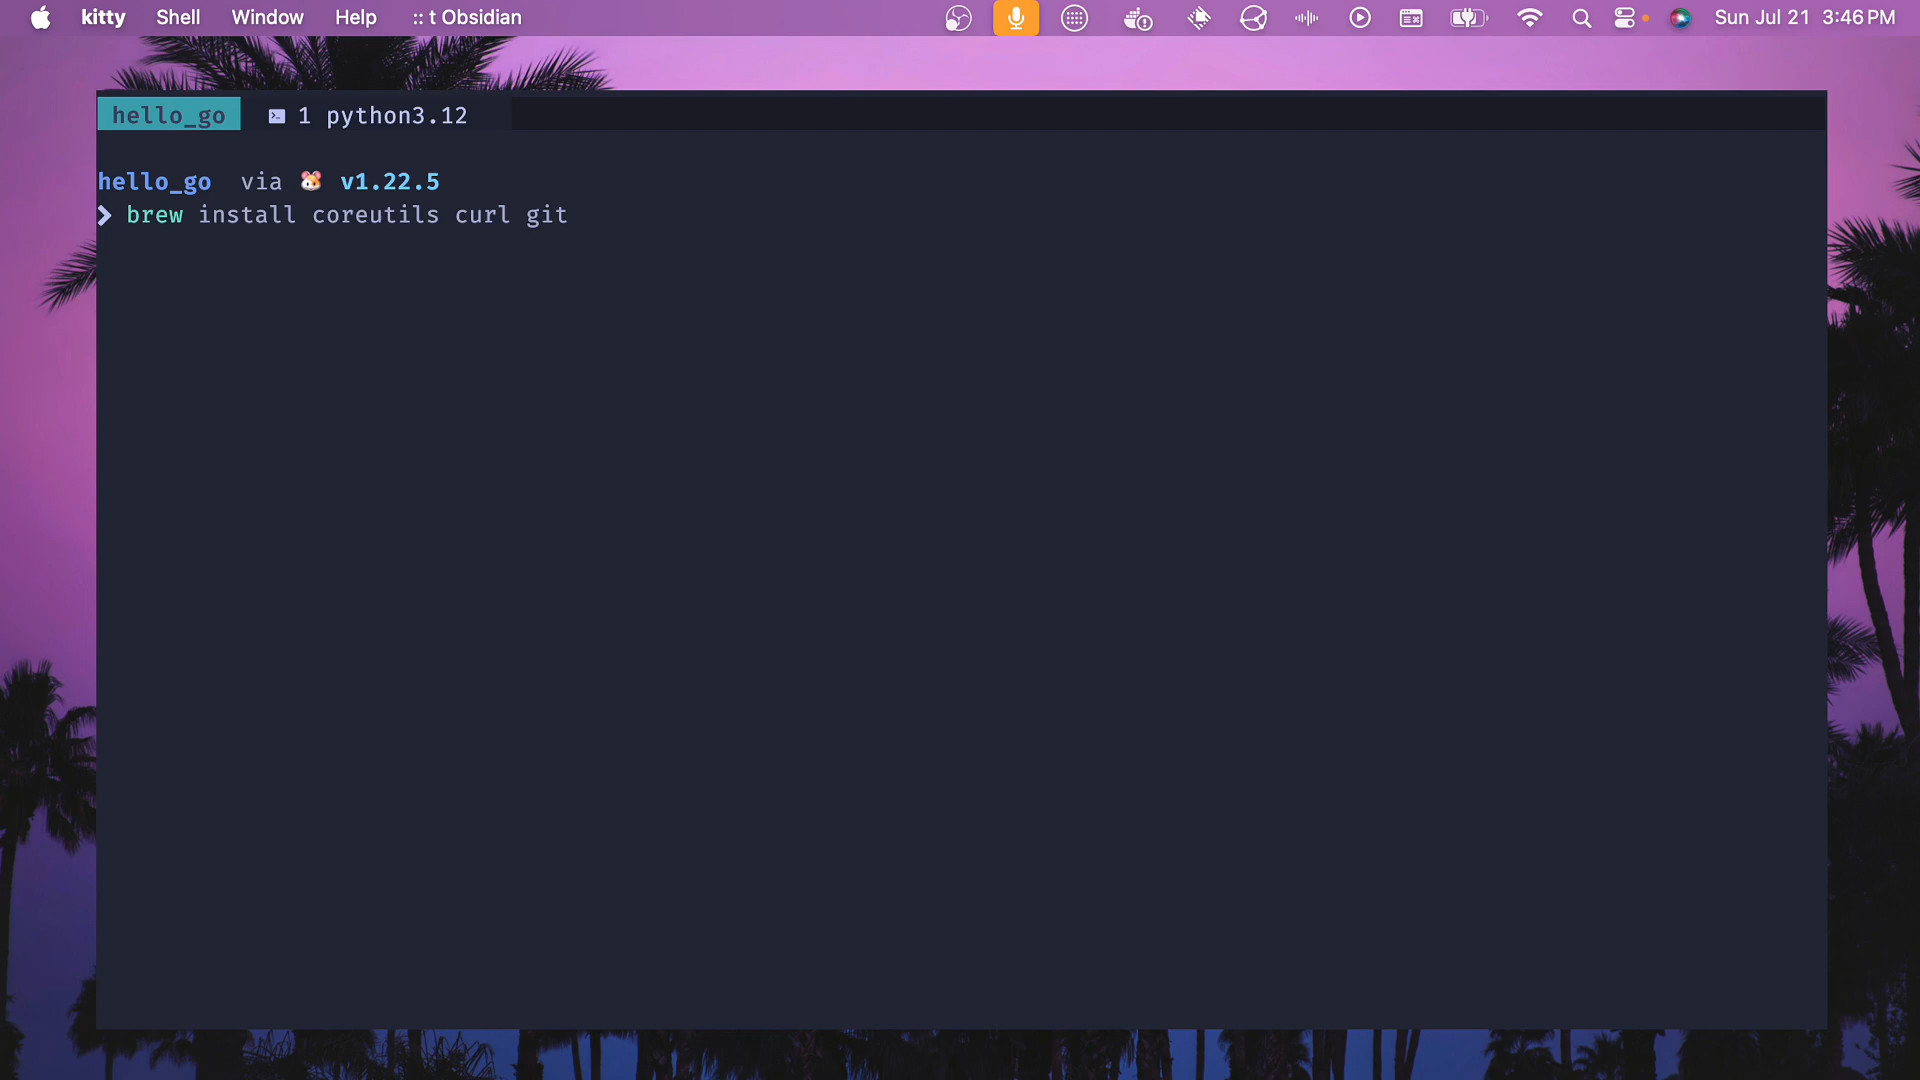 kitty Shell Window Help :: t Obsidian Sun Jul 21 3:46 PM
hello_go 1 python3.12
hello_go via 🐹 v1.22.5
❯ brew install coreutils curl git